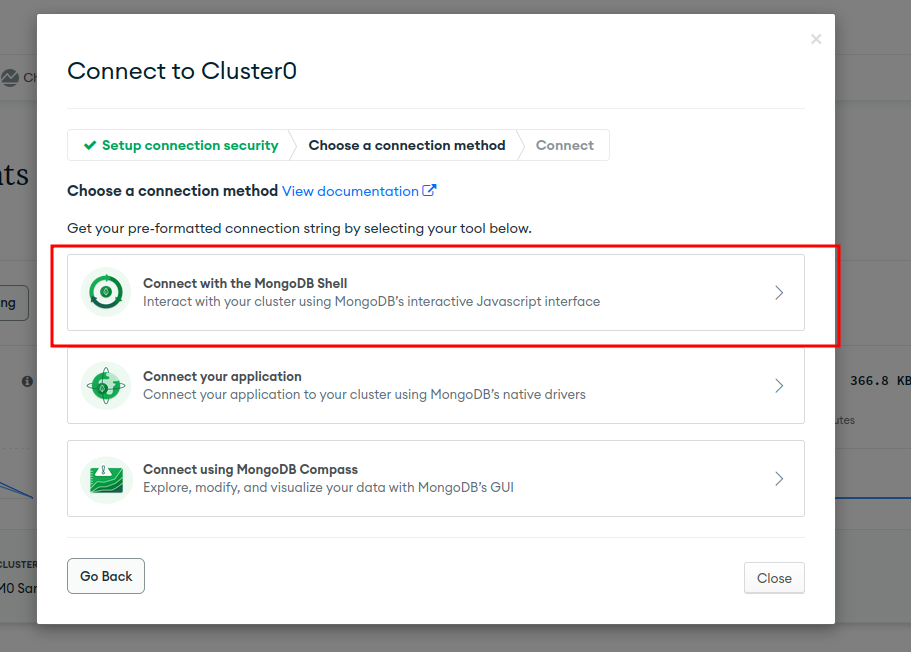 ×
Connect to Cluster0
Ch
Setup connection security
Choose a connection method
Connect
nts
Choose a connection method View documentation
Get your pre-formatted connection string by selecting your tool below.
Connect with the MongoDB Shell
Interact with your cluster using MongoDB's interactive Javascript interface
ng
Connect your application
Connect your application to your cluster using MongoDB's native drivers
366.8 KB
utes
Connect using MongoDB Compass
Explore, modify, and visualize your data with MongoDB's GUI
CLUSTER
M0 San
Go Back
Close